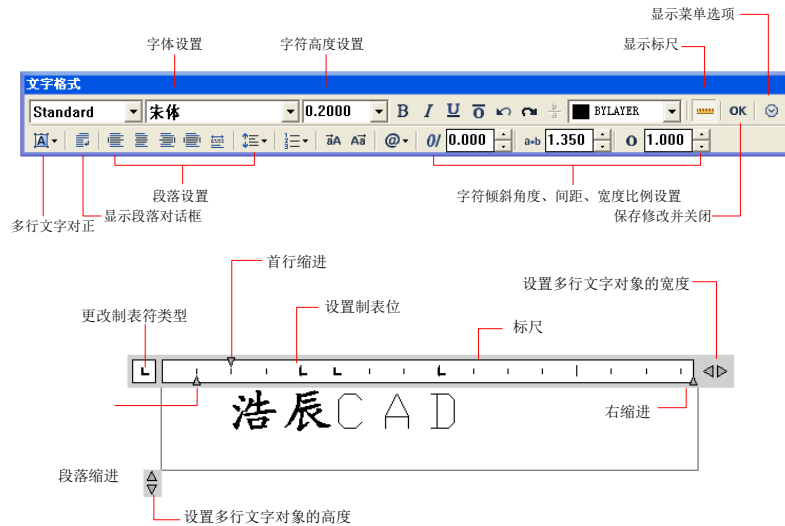 显示菜单选项
字体设置
字符高度设置
显示标尺
文字格式
Standard 朱体 0.2000 B I U O BYLAYER OK
A aA Aa @ 0/ 0.000 a•b 1.350 O 1.000
段落设置
字符倾斜角度、间距、宽度比例设置
显示段落对话框
保存修改并关闭
多行文字对正
首行缩进
设置多行文字对象的宽度
设置制表位
更改制表符类型
标尺
浩辰CAD
右缩进
段落缩进
设置多行文字对象的高度